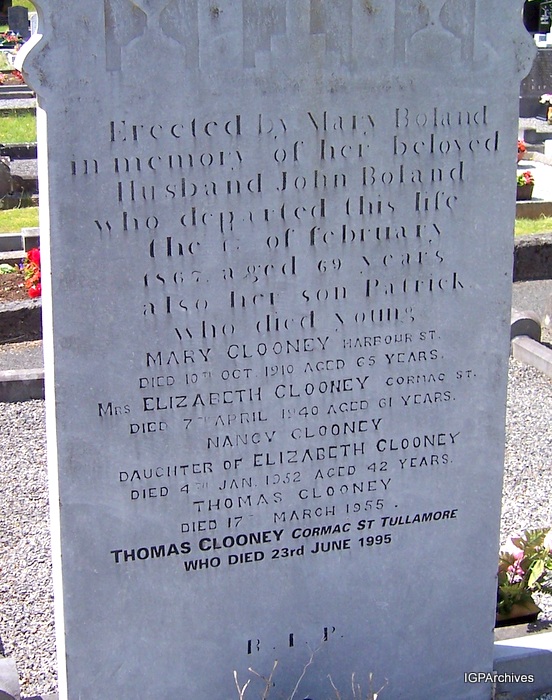 Erected by Mary Boland
in memory of her beloved
Husband John Boland
who departed this life
the of february
1867, aged 69 years
also her son Patrick
who died young
MARY CLOONEY HARBOUR ST.
DIED 10TH OCT. 1910 AGED 65 YEARS.
MRS ELIZABETH CLOONEY CORMAC ST.
DIED 7TH APRIL 1940 AGED 61 YEARS.
NANCY CLOONEY
DAUGHTER OF ELIZABETH CLOONEY
DIED 4TH JAN. 1952 AGED 42 YEARS.
THOMAS CLOONEY
DIED 17TH MARCH 1955.
THOMAS CLOONEY CORMAC ST TULLAMORE
WHO DIED 23rd JUNE 1995
R.I.P.
IGPArchives